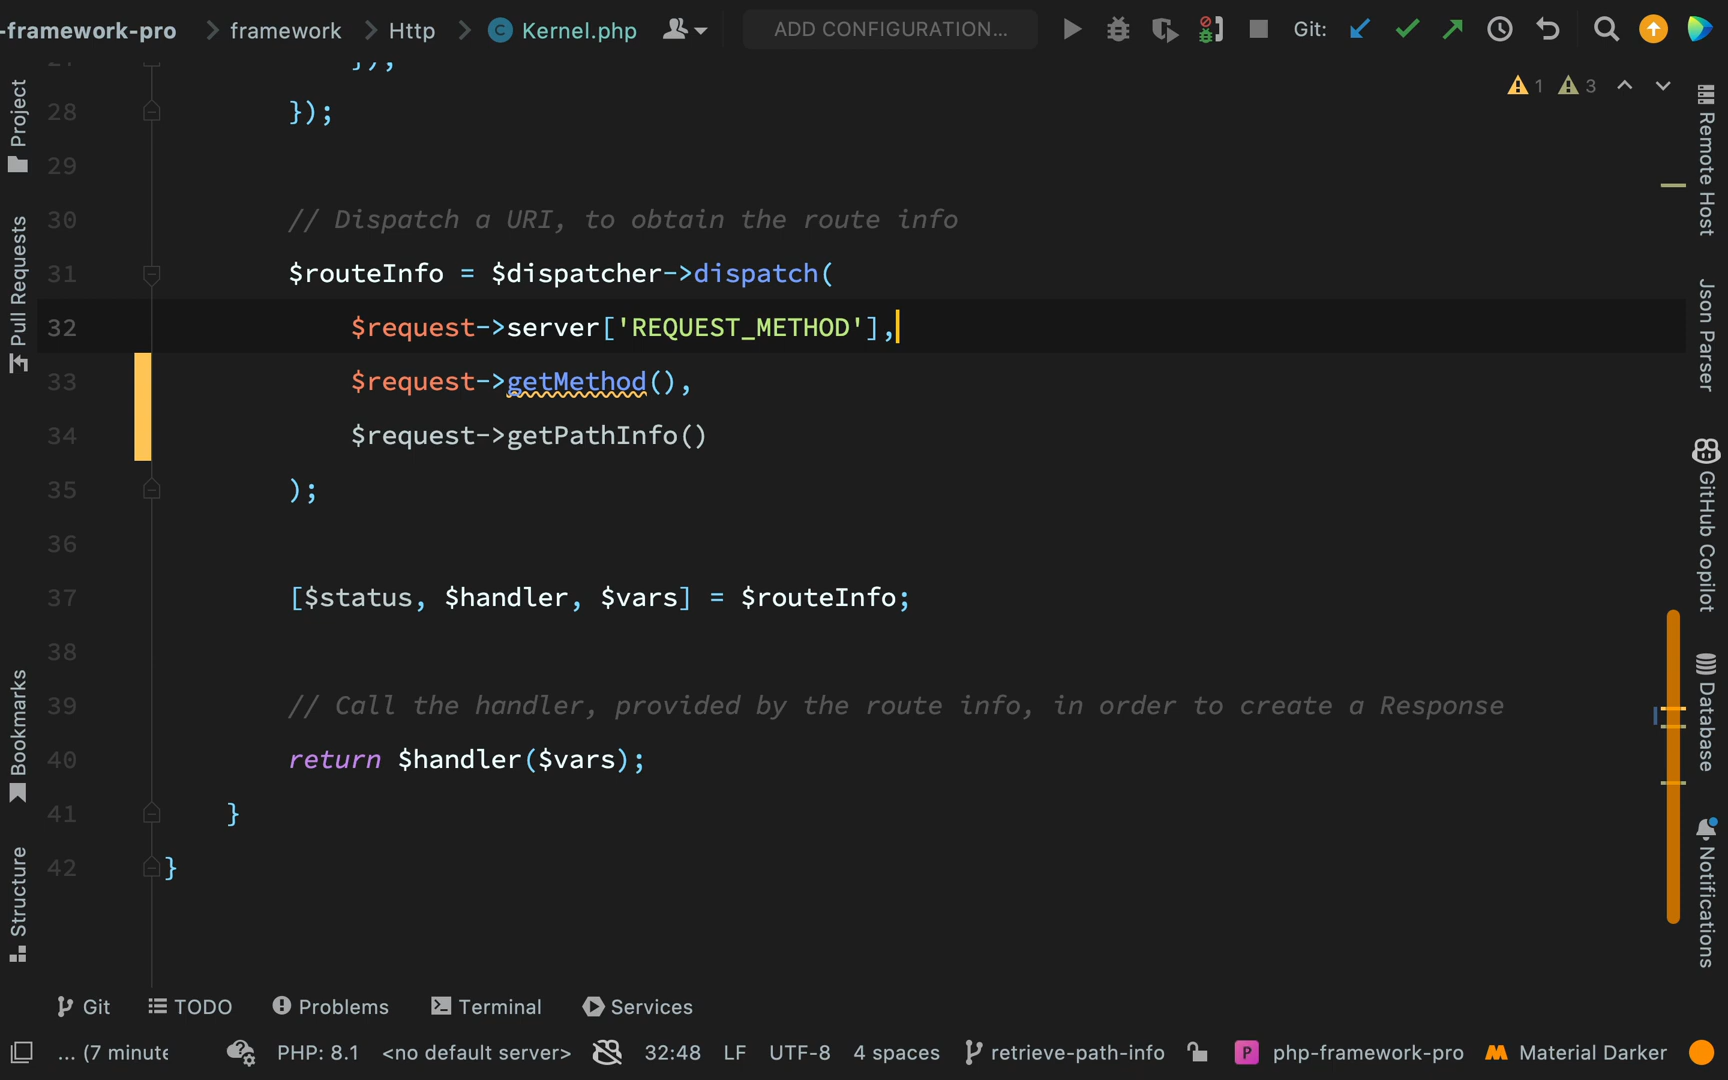 -framework-pro framework Http C Kernel.php ADD CONFIGURATION... Git:
1 3
});
28 });
29
30 // Dispatch a URI, to obtain the route info
31 $routeInfo = $dispatcher->dispatch(
32 $request->server['REQUEST_METHOD'],
33 $request->getMethod(),
34 $request->getPathInfo()
35 );
36
37 [$status, $handler, $vars] = $routeInfo;
38
39 // Call the handler, provided by the route info, in order to create a Response
40 return $handler($vars);
41 }
42 }
Project
Pull Requests
Bookmarks
Structure
Remote Host
Json Parser
GitHub Copilot
Database
Notifications
Git TODO Problems Terminal Services
... (7 minute PHP: 8.1 <no default server> 32:48 LF UTF-8 4 spaces retrieve-path-info P php-framework-pro Material Darker